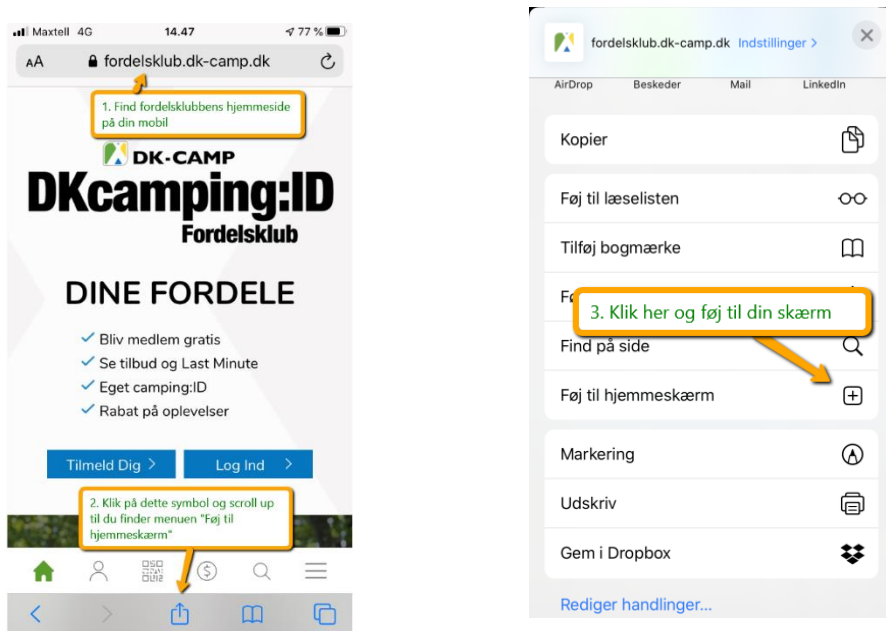 Maxtell 4G 14.47 77 %
AA fordelsklub.dk-camp.dk
1. Find fordelsklubbens hjemmeside
på din mobil
DK-CAMP
DKcamping:ID
Fordelsklub
DINE FORDELE
Bliv medlem gratis
Se tilbud og Last Minute
Eget camping:ID
Rabat på oplevelser
Tilmeld Dig > Log Ind >
2. Klik på dette symbol og scroll up
til du finder menuen "Føj til
hjemmeskærm"
fordelsklub.dk-camp.dk Indstillinger >
AirDrop Beskeder Mail LinkedIn
Kopier
Føj til læselisten
Tilføj bogmærke
3. Klik her og føj til din skærm
Find på side
Føj til hjemmeskærm
Markering
Udskriv
Gem i Dropbox
Rediger handlinger...